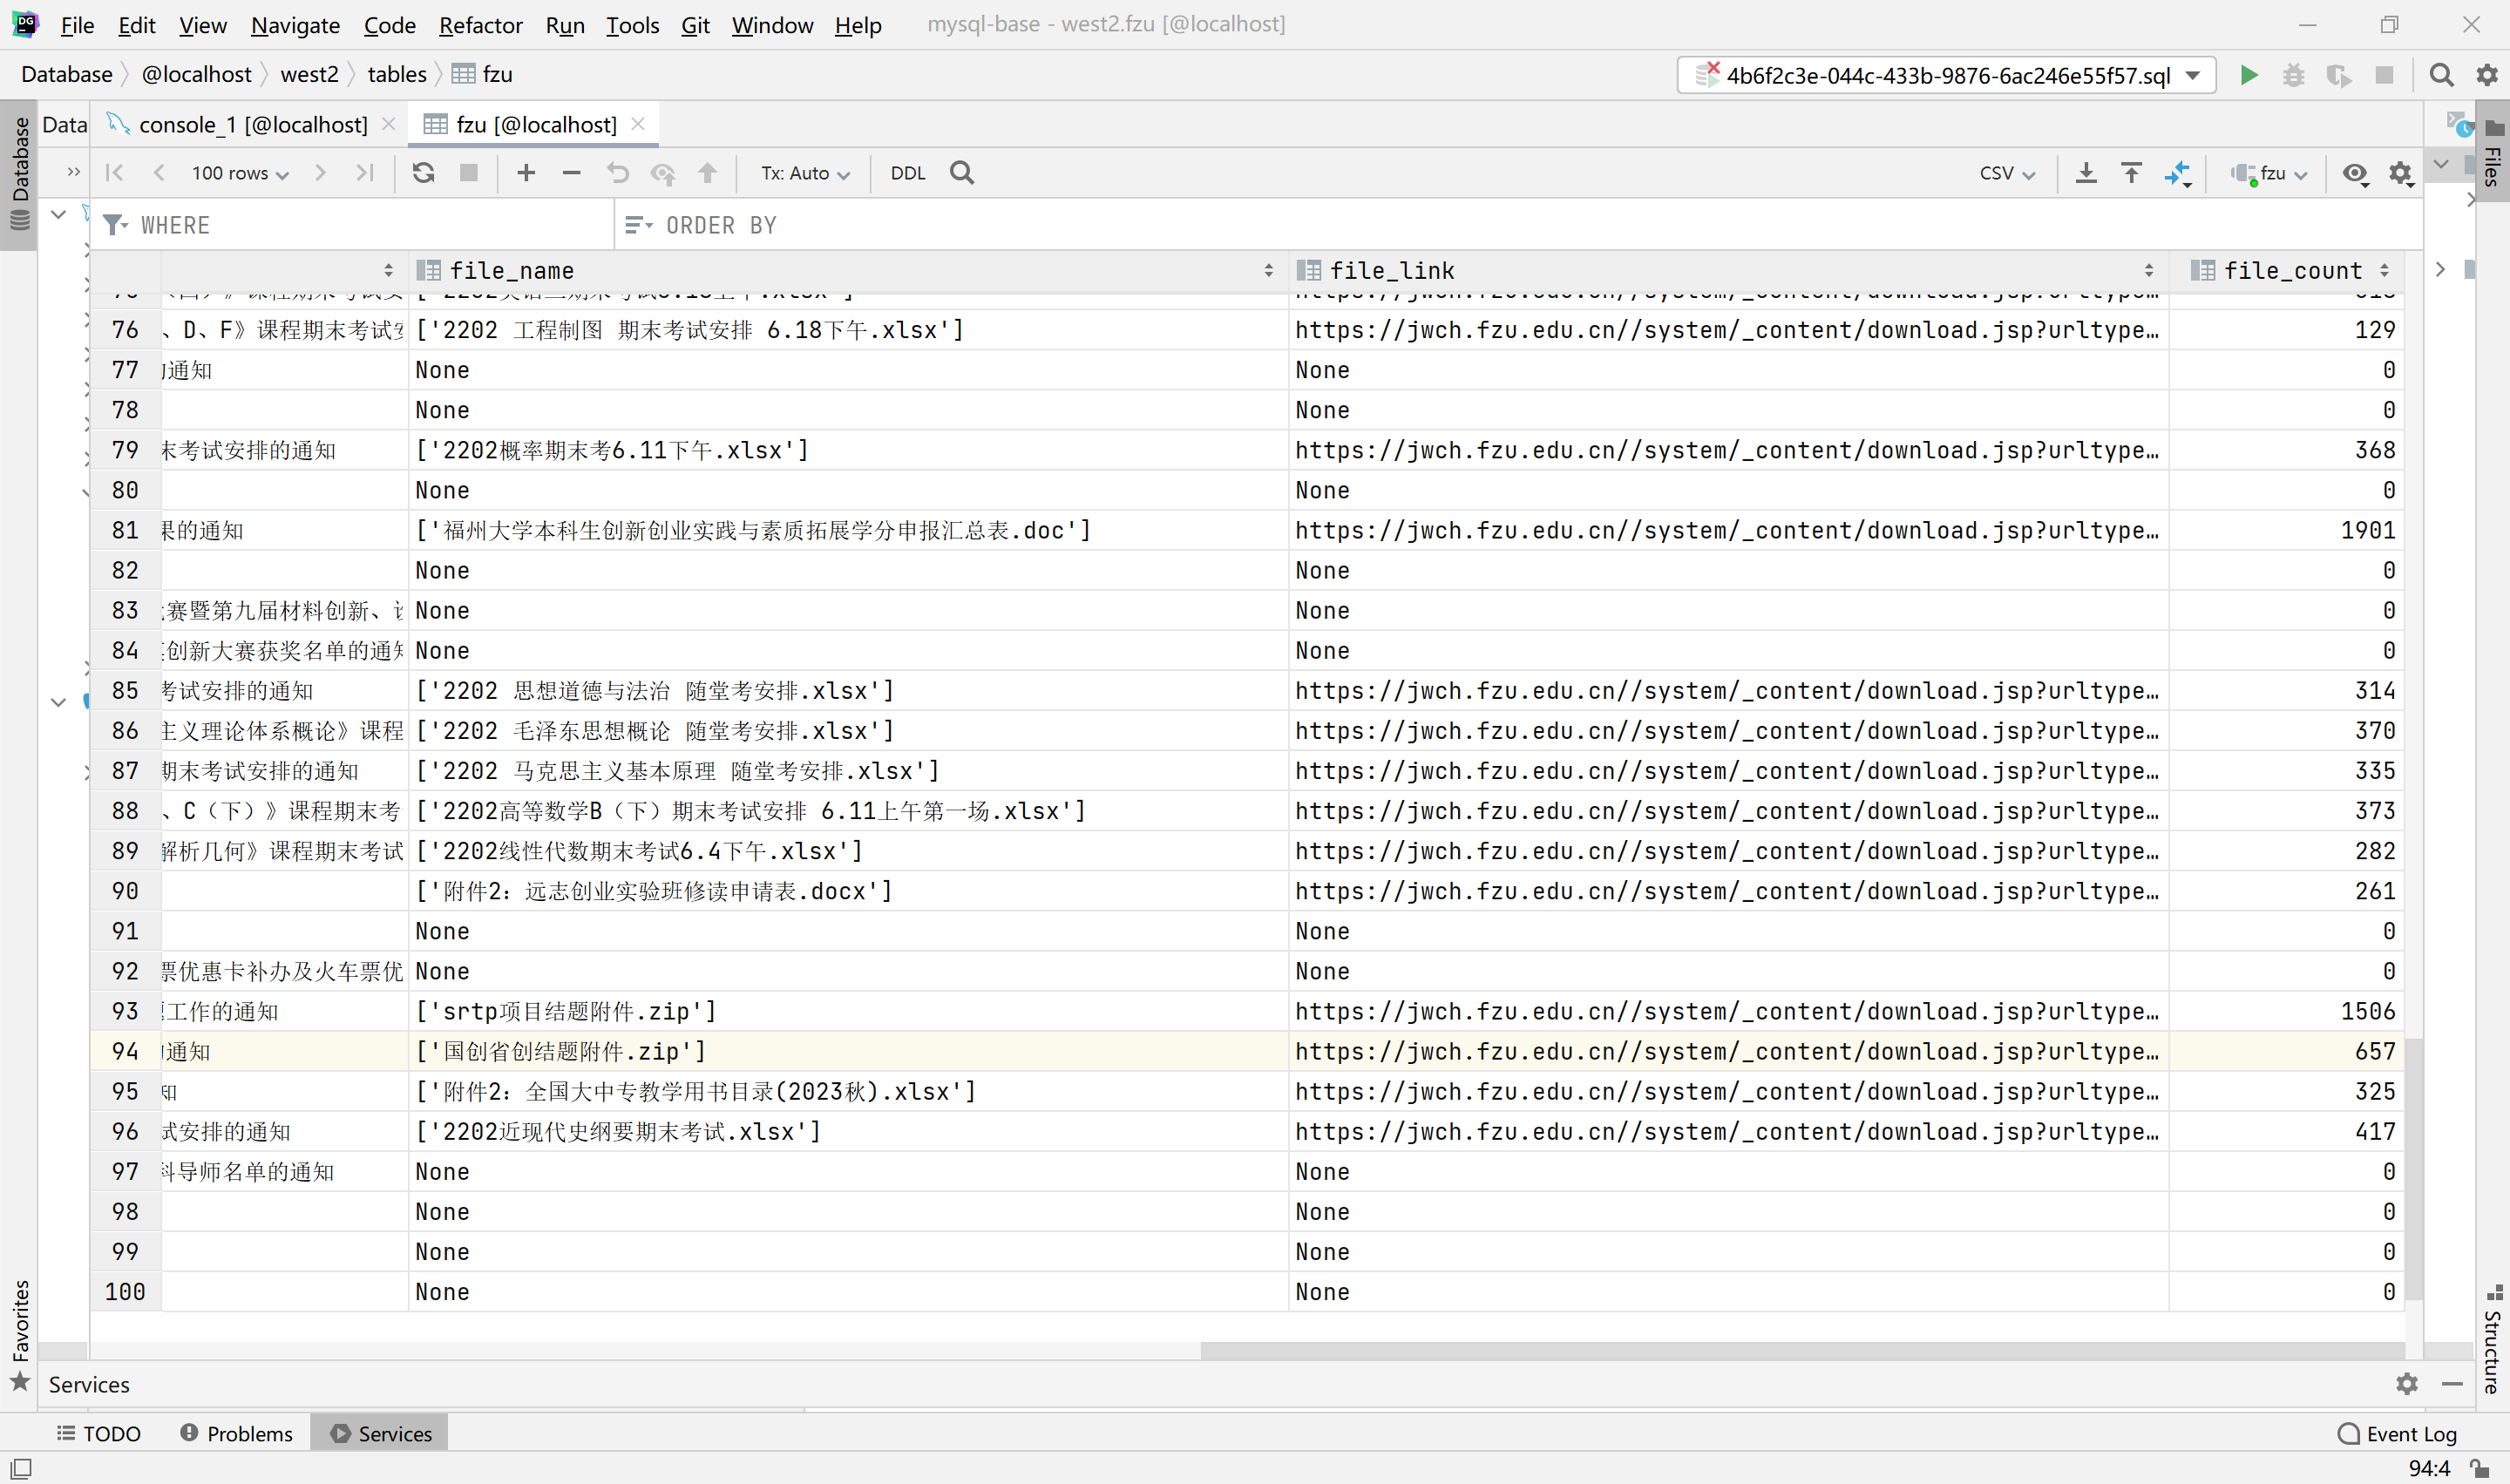 File Edit View Navigate Code Refactor Run Tools Git Window Help mysql-base - west2.fzu [@localhost]
Database @localhost west2 tables fzu 4b6f2c3e-044c-433b-9876-6ac246e55f57.sql
Data console_1 [@localhost] fzu [@localhost]
100 rows Tx: Auto DDL CSV fzu
WHERE ORDER BY
file_name file_link file_count
76 、D、F》课程期末考试 ['2202 工程制图 期末考试安排 6.18下午.xlsx'] https://jwch.fzu.edu.cn//system/_content/download.jsp?urltype… 129
77 通知 None None 0
78 None None 0
79 末考试安排的通知 ['2202概率期末考6.11下午.xlsx'] https://jwch.fzu.edu.cn//system/_content/download.jsp?urltype… 368
80 None None 0
81 果的通知 ['福州大学本科生创新创业实践与素质拓展学分申报汇总表.doc'] https://jwch.fzu.edu.cn//system/_content/download.jsp?urltype… 1901
82 None None 0
83 赛暨第九届材料创新、 None None 0
84 创新大赛获奖名单的通知 None None 0
85 考试安排的通知 ['2202 思想道德与法治 随堂考安排.xlsx'] https://jwch.fzu.edu.cn//system/_content/download.jsp?urltype… 314
86 主义理论体系概论》课程 ['2202 毛泽东思想概论 随堂考安排.xlsx'] https://jwch.fzu.edu.cn//system/_content/download.jsp?urltype… 370
87 期末考试安排的通知 ['2202 马克思主义基本原理 随堂考安排.xlsx'] https://jwch.fzu.edu.cn//system/_content/download.jsp?urltype… 335
88 、C（下）》课程期末考 ['2202高等数学B（下）期末考试安排 6.11上午第一场.xlsx'] https://jwch.fzu.edu.cn//system/_content/download.jsp?urltype… 373
89 解析几何》课程期末考试 ['2202线性代数期末考试6.4下午.xlsx'] https://jwch.fzu.edu.cn//system/_content/download.jsp?urltype… 282
90 ['附件2：远志创业实验班修读申请表.docx'] https://jwch.fzu.edu.cn//system/_content/download.jsp?urltype… 261
91 None None 0
92 票优惠卡补办及火车票优 None None 0
93 工作的通知 ['srtp项目结题附件.zip'] https://jwch.fzu.edu.cn//system/_content/download.jsp?urltype… 1506
94 通知 ['国创省创结题附件.zip'] https://jwch.fzu.edu.cn//system/_content/download.jsp?urltype… 657
95 知 ['附件2：全国大中专教学用书目录(2023秋).xlsx'] https://jwch.fzu.edu.cn//system/_content/download.jsp?urltype… 325
96 试安排的通知 ['2202近现代史纲要期末考试.xlsx'] https://jwch.fzu.edu.cn//system/_content/download.jsp?urltype… 417
97 科导师名单的通知 None None 0
98 None None 0
99 None None 0
100 None None 0
Services
TODO Problems Services Event Log
94:4
Database
Favorites
Files
Structure